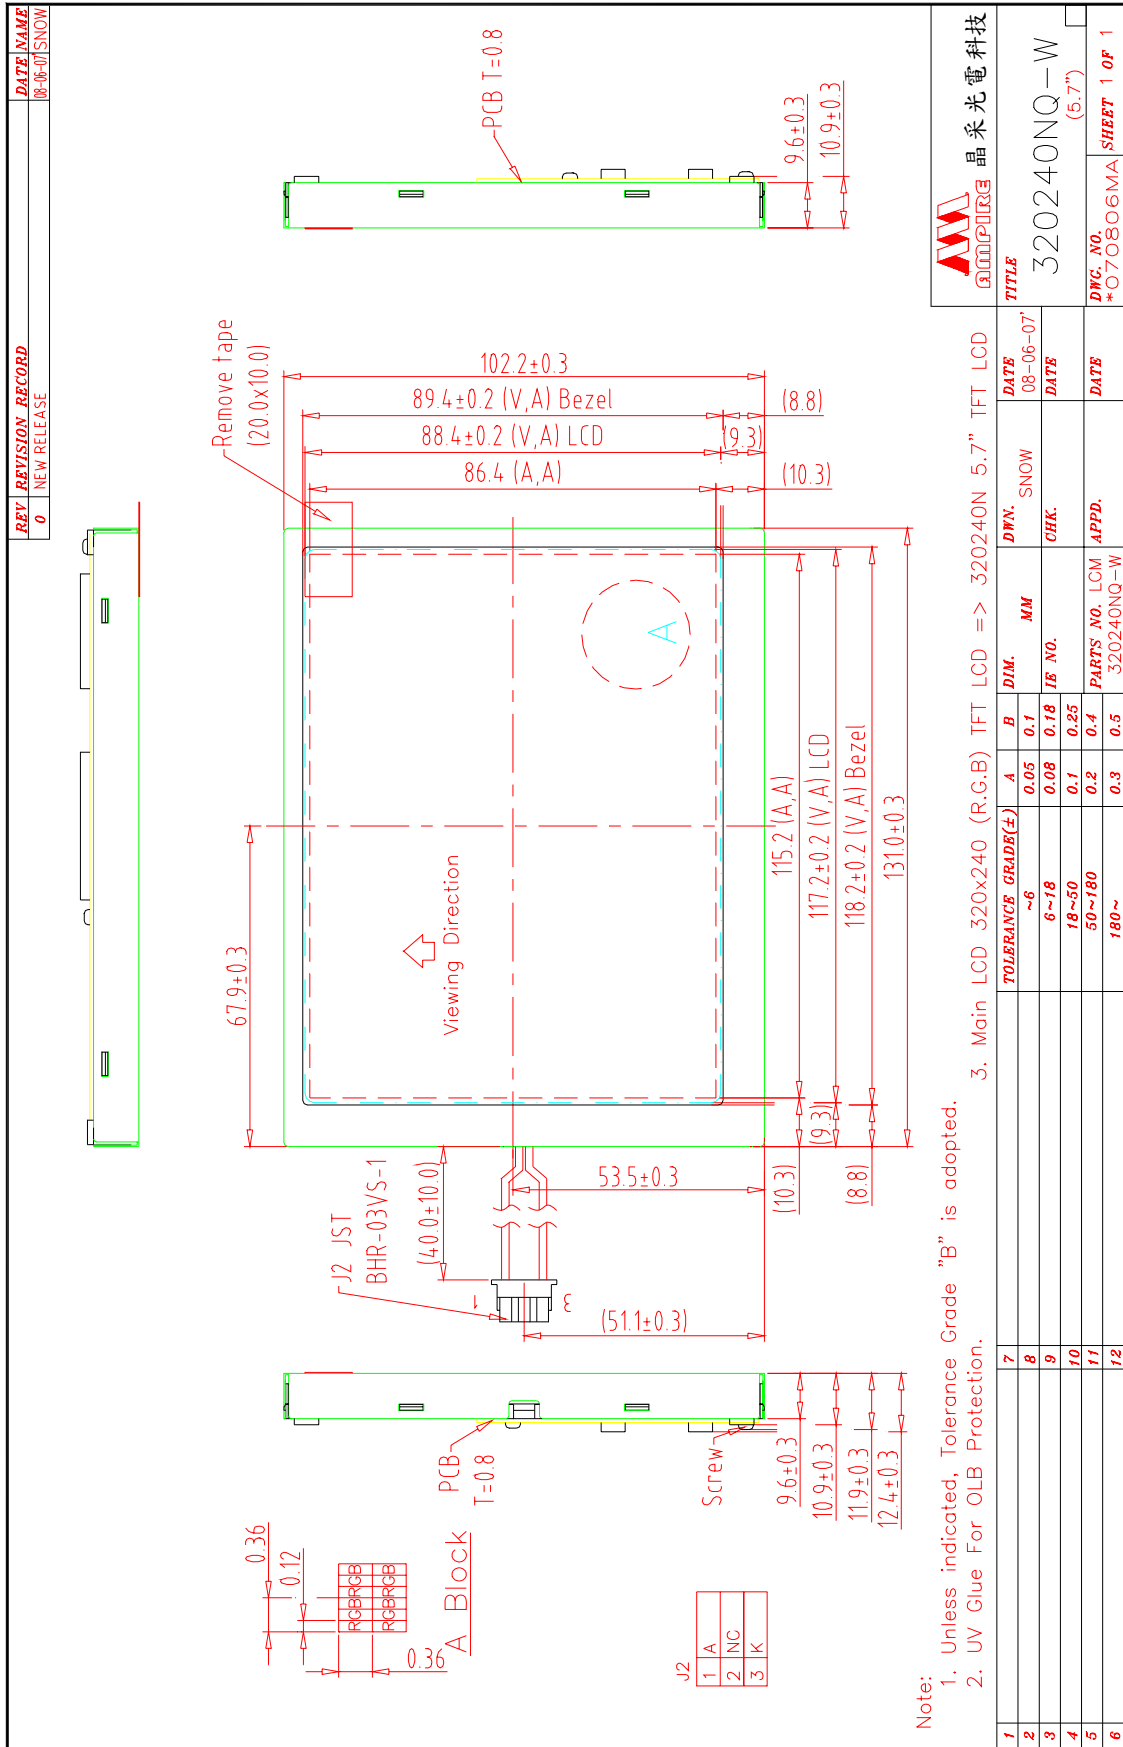 REV REVISION RECORD DATE NAME
0 NEW RELEASE 08-06-07' SNOW
PCB T=0.8
9.6±0.3
10.9±0.3
Remove tape
(20.0x10.0)
102.2±0.3
89.4±0.2 (V,A) Bezel
(8.8)
88.4±0.2 (V,A) LCD
(9.3)
86.4 (A,A)
(10.3)
A
Viewing Direction
67.9±0.3
115.2 (A,A)
117.2±0.2 (V,A) LCD
118.2±0.2 (V,A) Bezel
131.0±0.3
(10.3)
(9.3)
(8.8)
53.5±0.3
(51.1±0.3)
(40.0±10.0)
J2 JST
BHR-03VS-1
1
3
PCB
T=0.8
Screw
9.6±0.3
10.9±0.3
11.9±0.3
12.4±0.3
0.36
0.12
0.36
RGBRGB
RGBRGB
A Block
J2
1 A
2 NC
3 K
Note:
1. Unless indicated, Tolerance Grade "B" is adopted.
2. UV Glue For OLB Protection.
3. Main LCD 320x240 (R.G.B) TFT LCD => 320240N 5.7" TFT LCD
AMPIRE 晶采光電科技
1 7 TOLERANCE GRADE(±) A B
2 8 ~6 0.05 0.1
3 9 6~18 0.08 0.18
4 10 18~50 0.1 0.25
5 11 50~180 0.2 0.4
6 12 180~ 0.3 0.5
DIM. MM
IE NO.
PARTS NO. LCM
320240NQ-W
DWN. SNOW
CHK.
APPD.
DATE
08-06-07'
DATE
DATE
TITLE
320240NQ-W
(5.7")
DWG. NO.
*070806MA
SHEET 1 OF 1